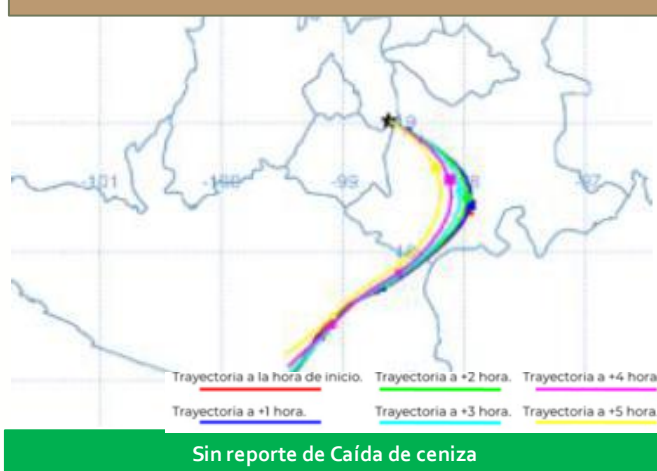 19
-101 -100 -99 -98 -97
18
Trayectoria a la hora de inicio. Trayectoria a +2 hora. Trayectoria a +4 hora
Trayectoria a +1 hora. Trayectoria a +3 hora. Trayectoria a +5 hora
Sin reporte de Caída de ceniza